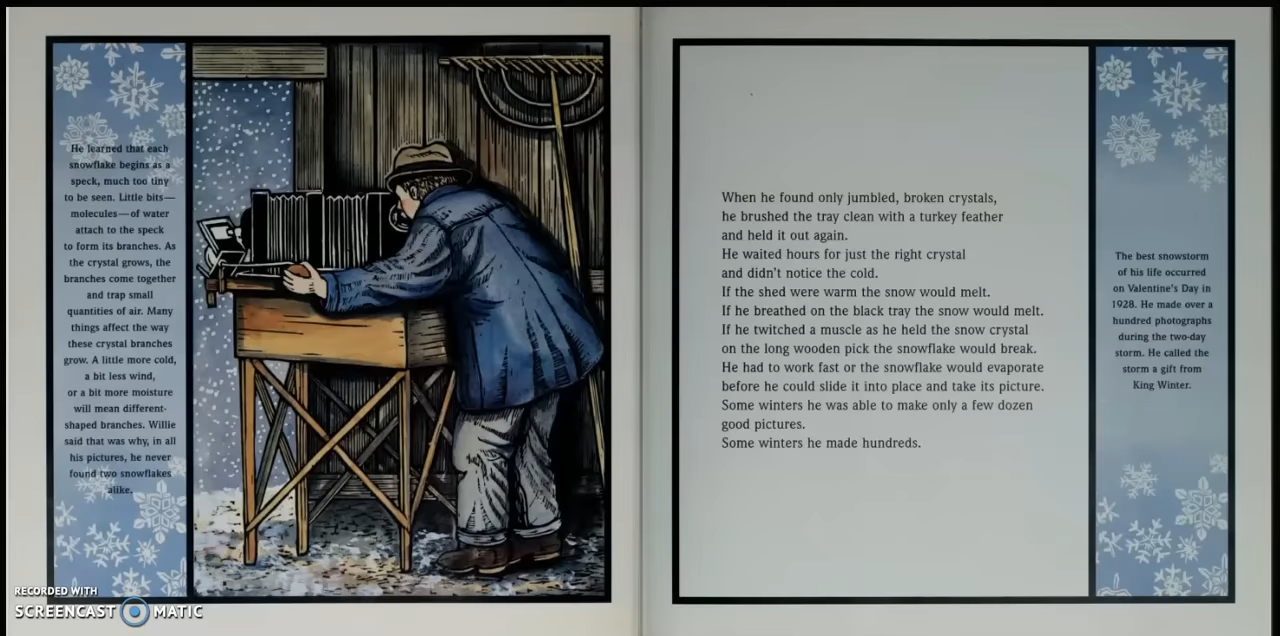 He learned that each
snowflake begins as a
speck, much too tiny
to be seen. Little bits—
molecules—of water
attach to the speck
to form its branches. As
the crystal grows, the
branches come together
and trap small
quantities of air. Many
things affect the way
these crystal branches
grow. A little more cold,
a bit less wind,
or a bit more moisture
will mean different-
shaped branches. Willie
said that was why, in all
his pictures, he never
found two snowflakes
alike.
When he found only jumbled, broken crystals,
he brushed the tray clean with a turkey feather
and held it out again.
He waited hours for just the right crystal
and didn't notice the cold.
If the shed were warm the snow would melt.
If he breathed on the black tray the snow would melt.
If he twitched a muscle as he held the snow crystal
on the long wooden pick the snowflake would break.
He had to work fast or the snowflake would evaporate
before he could slide it into place and take its picture.
Some winters he was able to make only a few dozen
good pictures.
Some winters he made hundreds.
The best snowstorm
of his life occurred
on Valentine's Day in
1928. He made over a
hundred photographs
during the two-day
storm. He called the
storm a gift from
King Winter.
RECORDED WITH
SCREENCAST MATIC